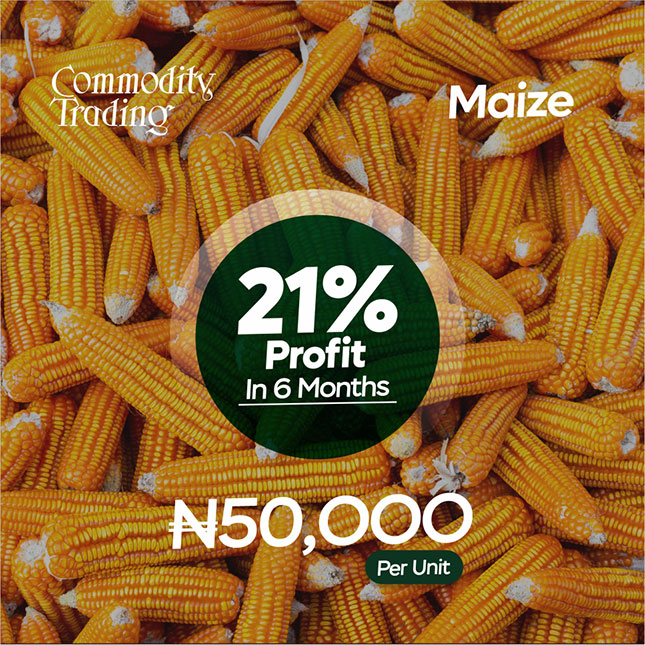 Commodity
Trading
Maize
21%
Profit
In 6 Months
₦50,000
Per Unit